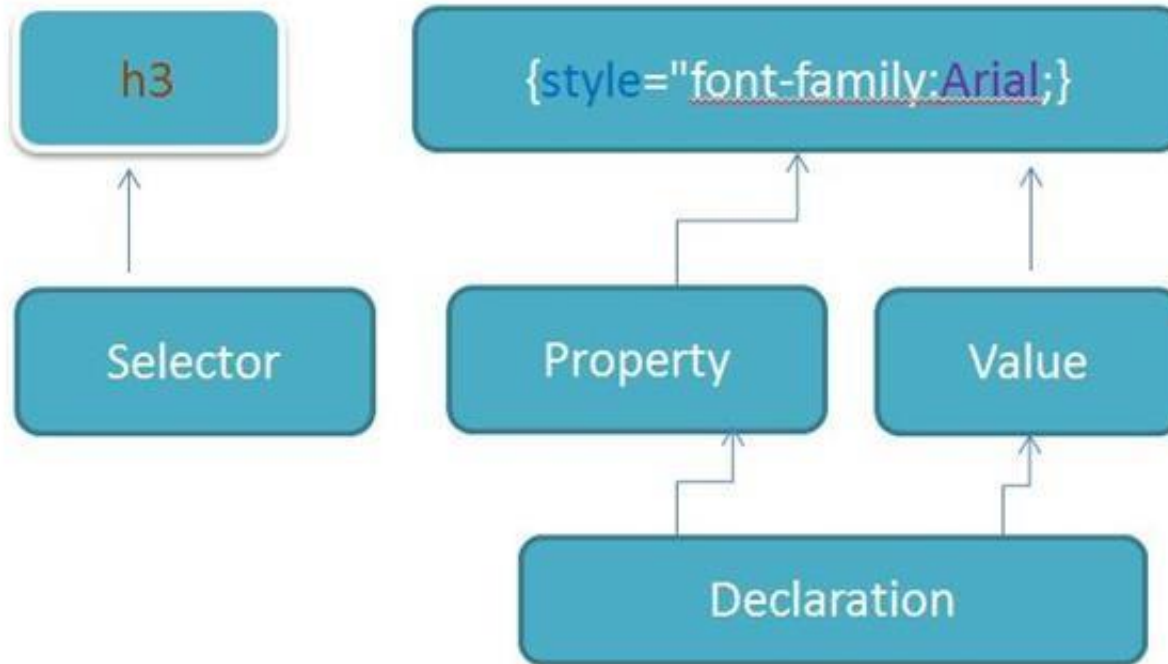 h3
{style="font-family:Arial;}
Selector
Property
Value
Declaration